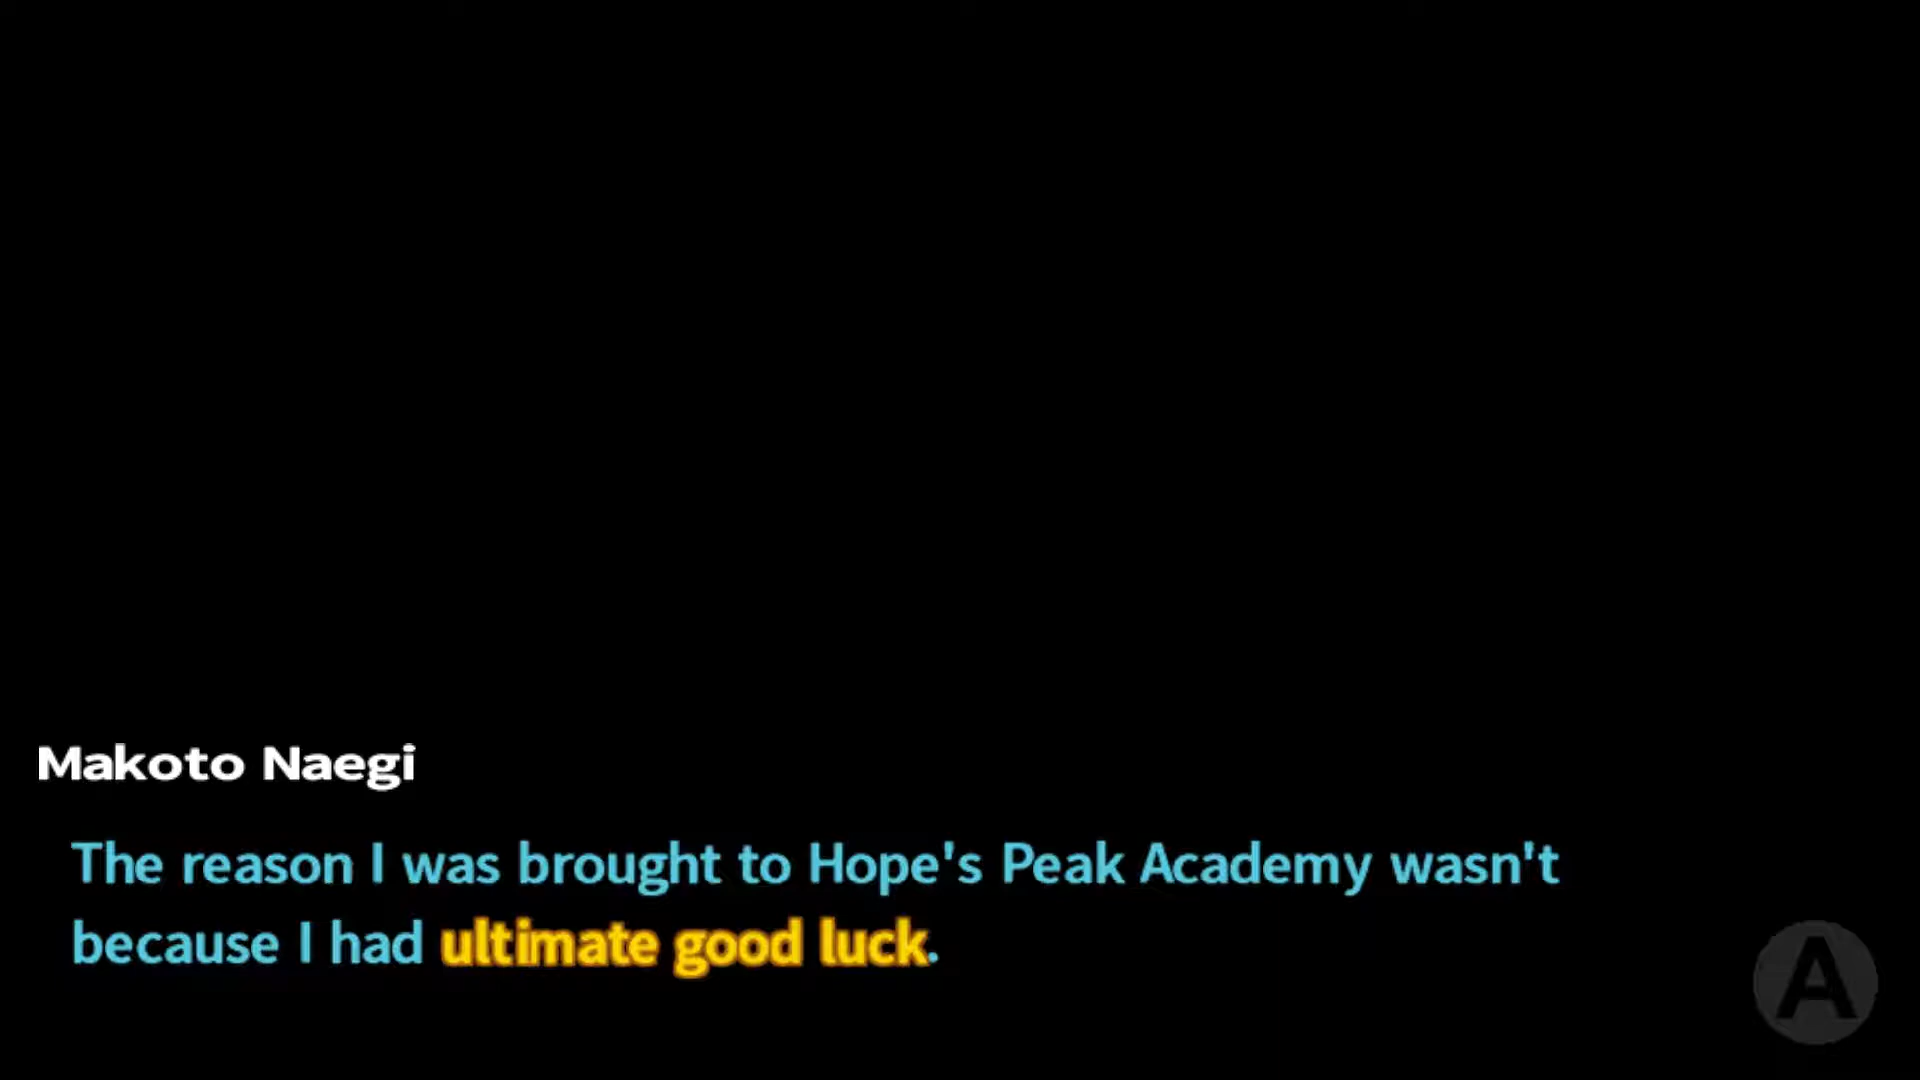 Makoto Naegi
The reason I was brought to Hope's Peak Academy wasn't
because I had ultimate good luck.
A